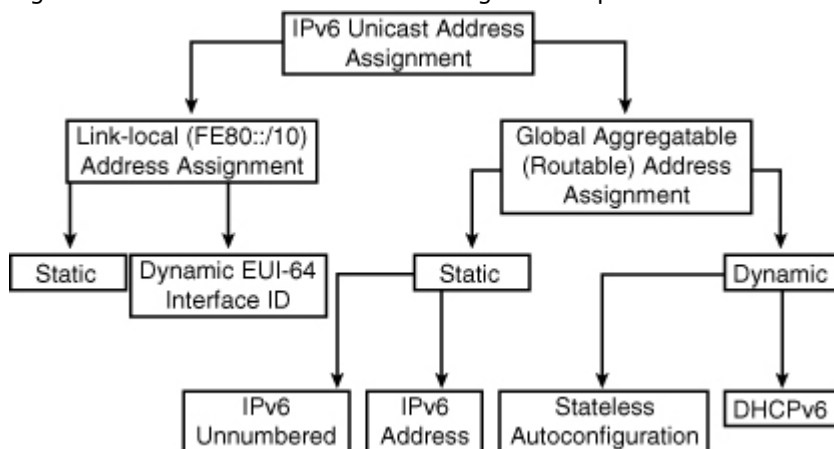 IPv6 Unicast Address
Assignment
Link-local (FE80::/10)
Address Assignment
Global Aggregatable
(Routable) Address
Assignment
Static
Dynamic EUI-64
Interface ID
Static
Dynamic
IPv6
Unnumbered
IPv6
Address
Stateless
Autoconfiguration
DHCPv6